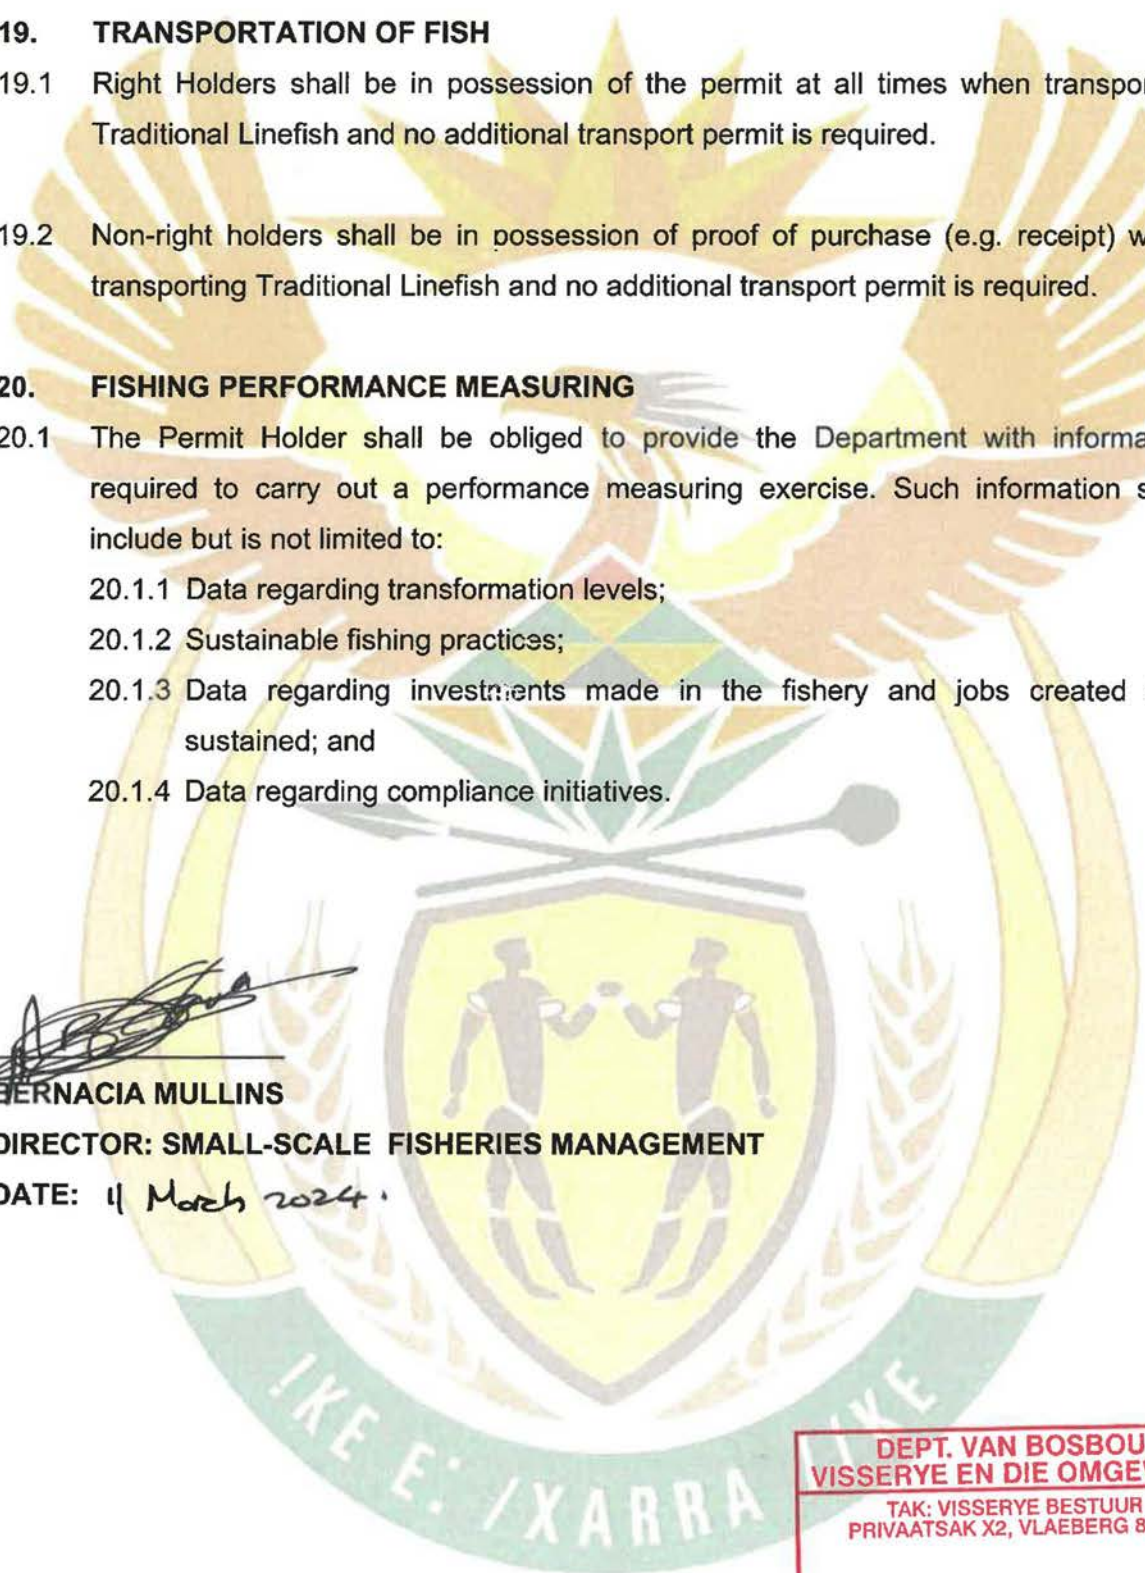 19. TRANSPORTATION OF FISH
19.1 Right Holders shall be in possession of the permit at all times when transpor
Traditional Linefish and no additional transport permit is required.
19.2 Non-right holders shall be in possession of proof of purchase (e.g. receipt) w
transporting Traditional Linefish and no additional transport permit is required.
20. FISHING PERFORMANCE MEASURING
20.1 The Permit Holder shall be obliged to provide the Department with informa
required to carry out a performance measuring exercise. Such information s
include but is not limited to:
20.1.1 Data regarding transformation levels;
20.1.2 Sustainable fishing practices;
20.1.3 Data regarding investments made in the fishery and jobs created
sustained; and
20.1.4 Data regarding compliance initiatives.
BERNACIA MULLINS
DIRECTOR: SMALL-SCALE FISHERIES MANAGEMENT
DATE: 11 March 2024.
!KE E: /XARRA //KE
DEPT. VAN BOSBOU
VISSERYE EN DIE OMGE
TAK: VISSERYE BESTUUR
PRIVAATSAK X2, VLAEBERG 8